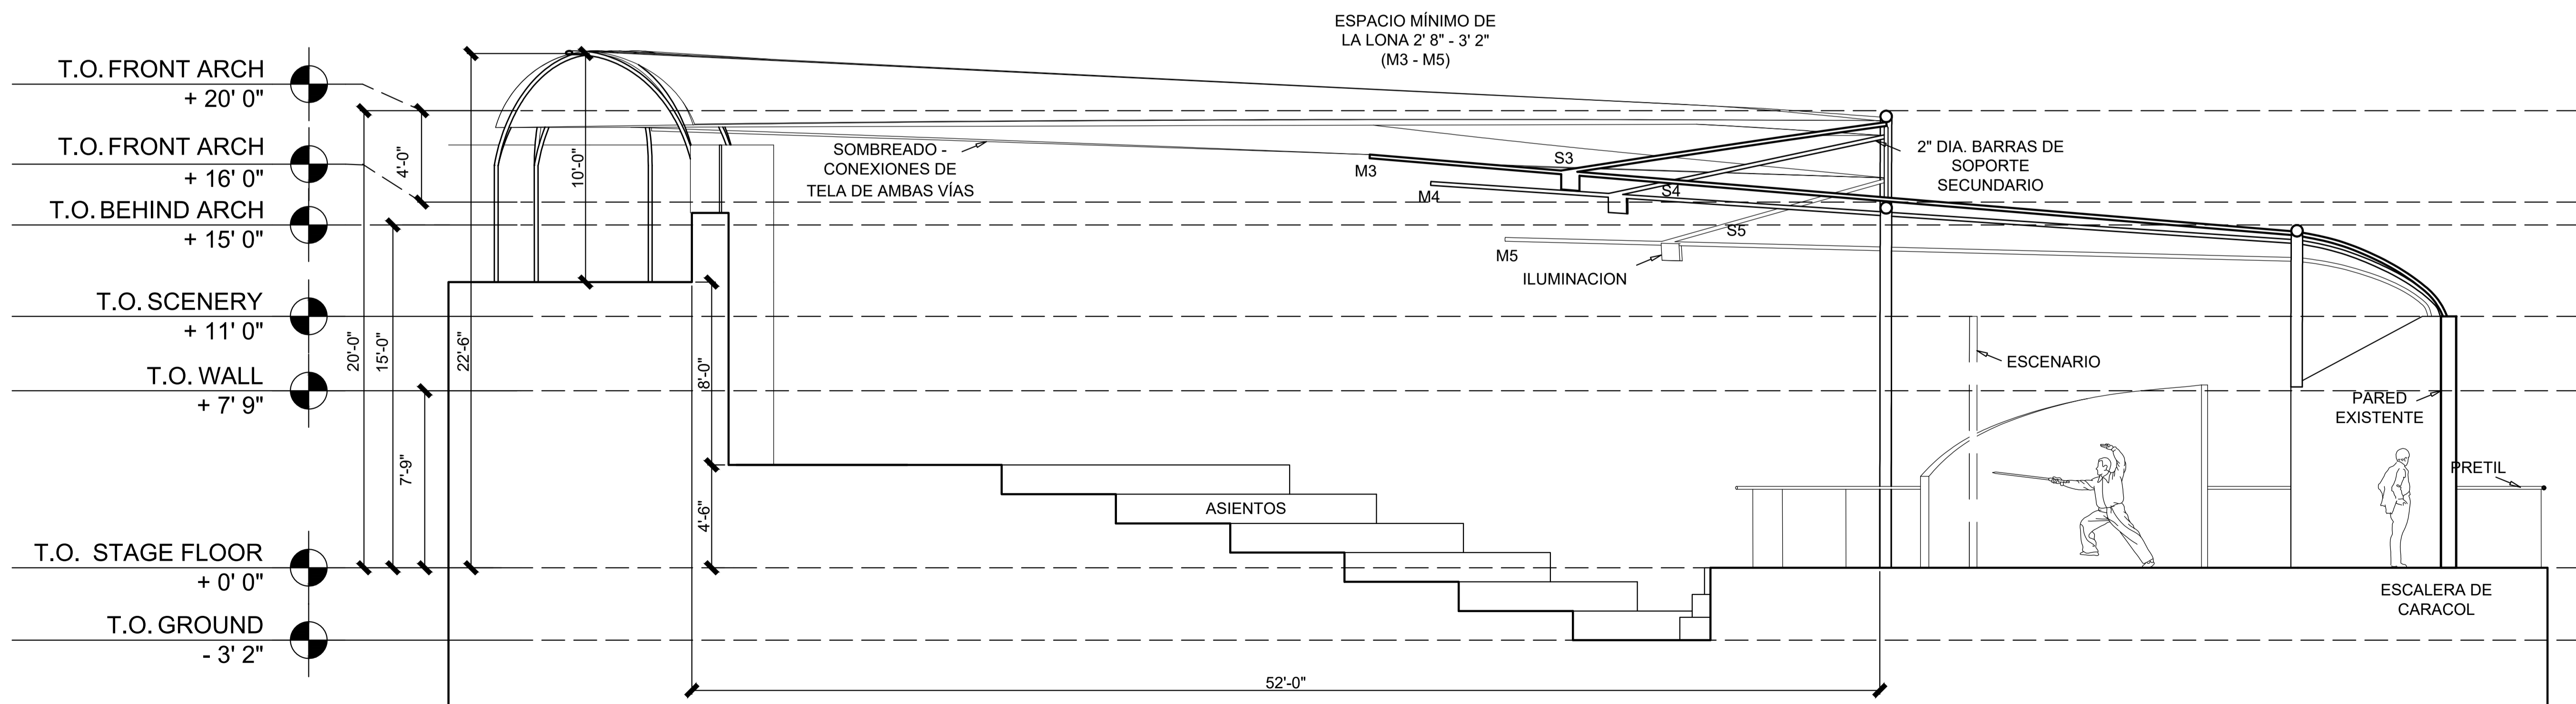 T.O. FRONT ARCH
+ 20' 0"
T.O. FRONT ARCH
+ 16' 0"
T.O. BEHIND ARCH
+ 15' 0"
T.O. SCENERY
+ 11' 0"
T.O. WALL
+ 7' 9"
T.O. STAGE FLOOR
+ 0' 0"
T.O. GROUND
- 3' 2"
20'-0"
15'-0"
4'-0"
7'-9"
22'-6"
10'-0"
8'-0"
4'-6"
52'-0"
SOMBREADO -
CONEXIONES DE
TELA DE AMBAS VÍAS
ESPACIO MÍNIMO DE
LA LONA 2' 8" - 3' 2"
(M3 - M5)
M3
S3
M4
S4
M5
S5
ILUMINACION
2" DIA. BARRAS DE
SOPORTE
SECUNDARIO
ASIENTOS
ESCENARIO
PARED
EXISTENTE
PRETIL
ESCALERA DE
CARACOL